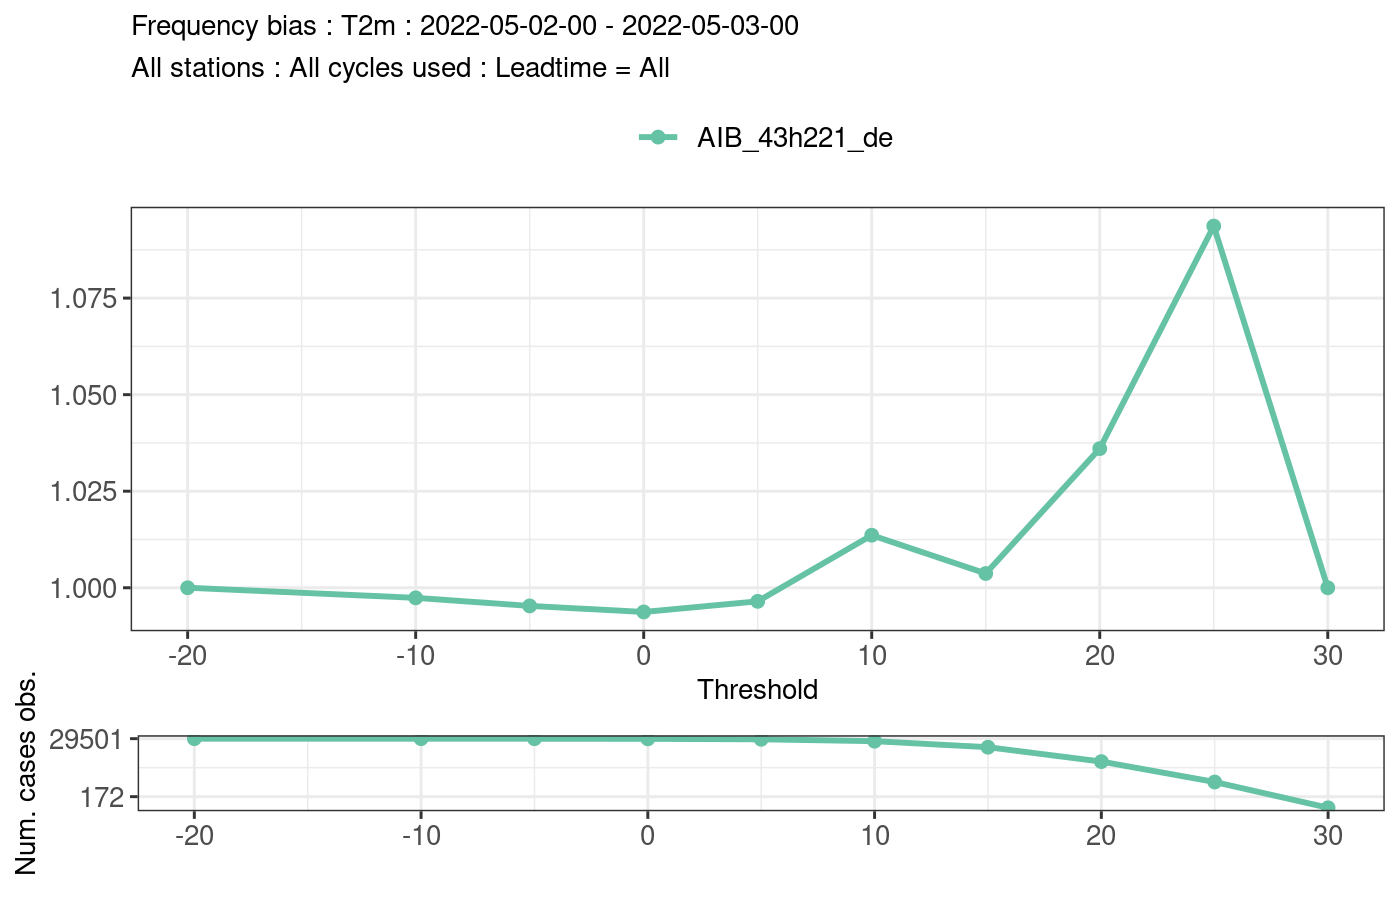 Frequency bias : T2m : 2022-05-02-00 - 2022-05-03-00
All stations : All cycles used : Leadtime = All
AIB_43h221_de
1.075
1.050
1.025
1.000
-20 -10 0 10 20 30
Threshold
Num. cases obs.
29501
172
-20 -10 0 10 20 30